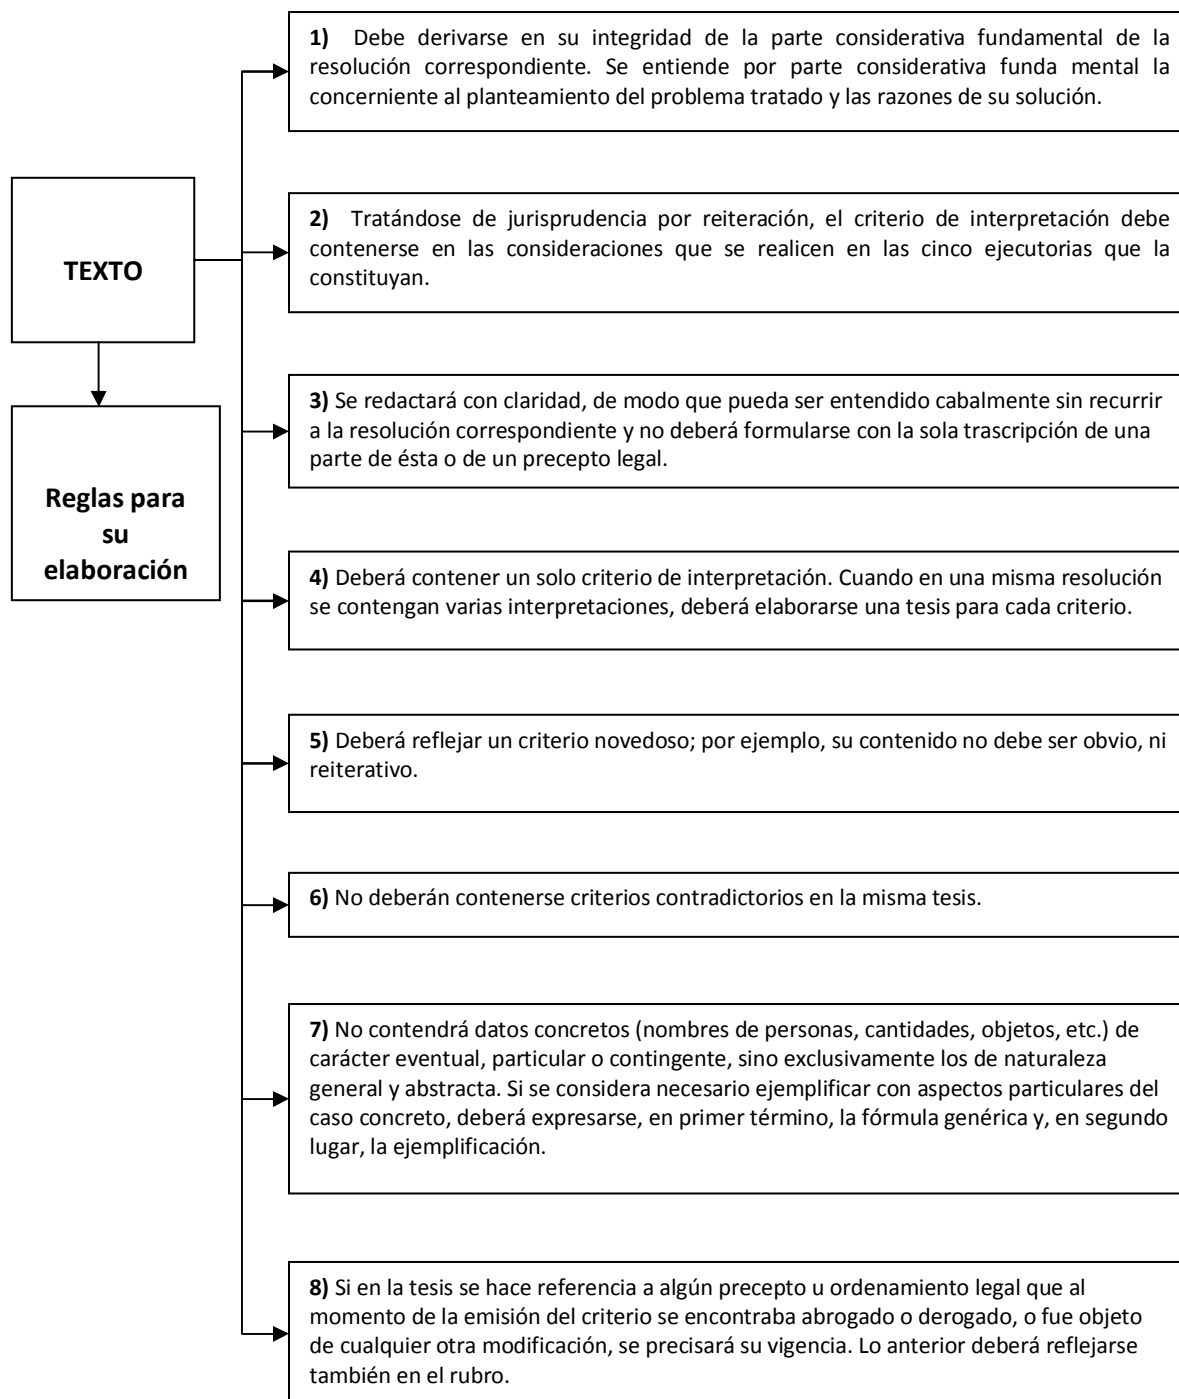 1) Debe derivarse en su integridad de la parte considerativa fundamental de la
resolución correspondiente. Se entiende por parte considerativa funda mental la
concerniente al planteamiento del problema tratado y las razones de su solución.
TEXTO
2) Tratándose de jurisprudencia por reiteración, el criterio de interpretación debe
contenerse en las consideraciones que se realicen en las cinco ejecutorias que la
constituyan.
Reglas para
su
elaboración
3) Se redactará con claridad, de modo que pueda ser entendido cabalmente sin recurrir
a la resolución correspondiente y no deberá formularse con la sola trascripción de una
parte de ésta o de un precepto legal.
4) Deberá contener un solo criterio de interpretación. Cuando en una misma resolución
se contengan varias interpretaciones, deberá elaborarse una tesis para cada criterio.
5) Deberá reflejar un criterio novedoso; por ejemplo, su contenido no debe ser obvio, ni
reiterativo.
6) No deberán contenerse criterios contradictorios en la misma tesis.
7) No contendrá datos concretos (nombres de personas, cantidades, objetos, etc.) de
carácter eventual, particular o contingente, sino exclusivamente los de naturaleza
general y abstracta. Si se considera necesario ejemplificar con aspectos particulares del
caso concreto, deberá expresarse, en primer término, la fórmula genérica y, en segundo
lugar, la ejemplificación.
8) Si en la tesis se hace referencia a algún precepto u ordenamiento legal que al
momento de la emisión del criterio se encontraba abrogado o derogado, o fue objeto
de cualquier otra modificación, se precisará su vigencia. Lo anterior deberá reflejarse
también en el rubro.